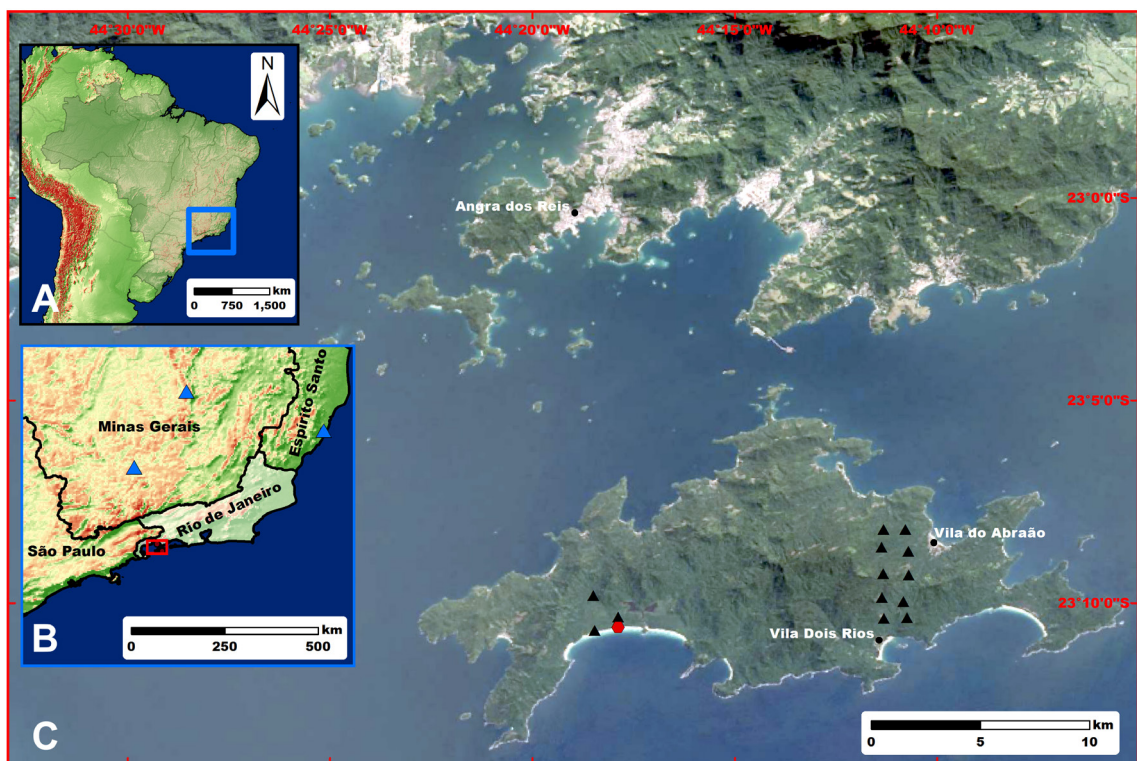 44°30'0"W
44°25'0"W
44°20'0"W
44°15'0"W
44°10'0"W
N
km
0 750 1,500
A
23°0'0"S
Angra dos Reis
23°5'0"S
Minas Gerais
Espírito Santo
Rio de Janeiro
São Paulo
km
0 250 500
B
Vila do Abraão
23°10'0"S
Vila Dois Rios
km
0 5 10
C